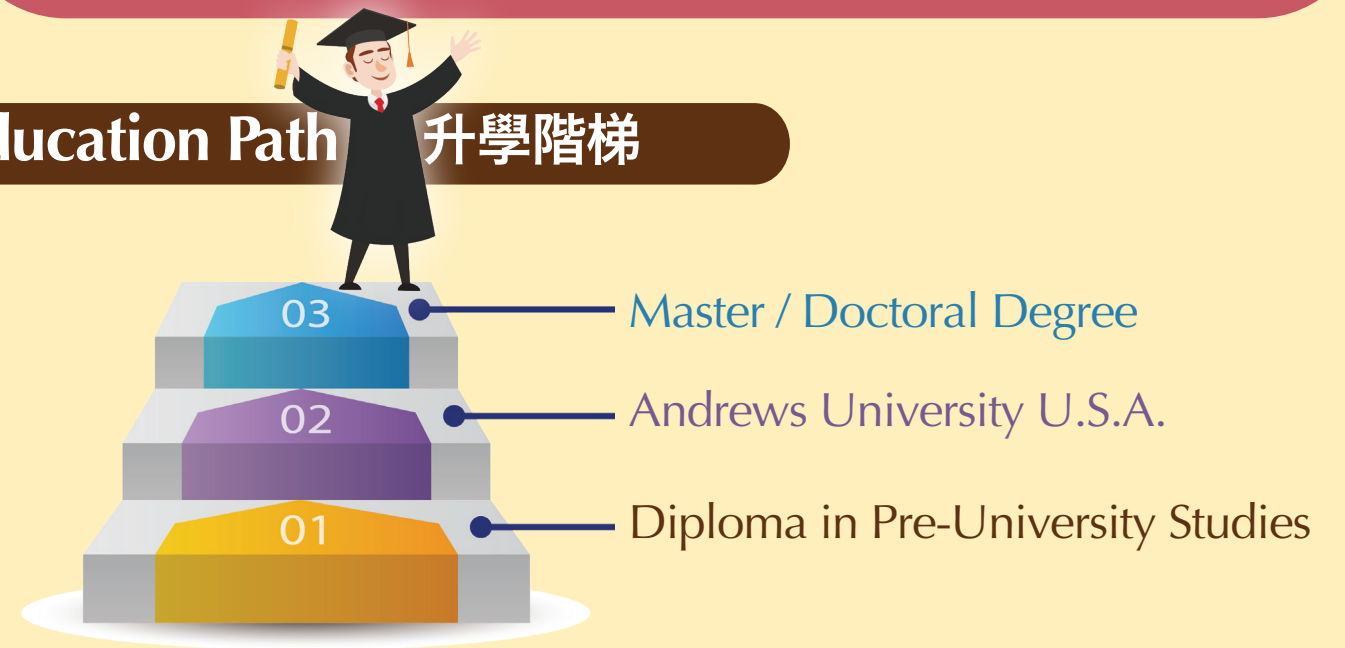 ducation Path 升學階梯
03 Master / Doctoral Degree
02 Andrews University U.S.A.
01 Diploma in Pre-University Studies